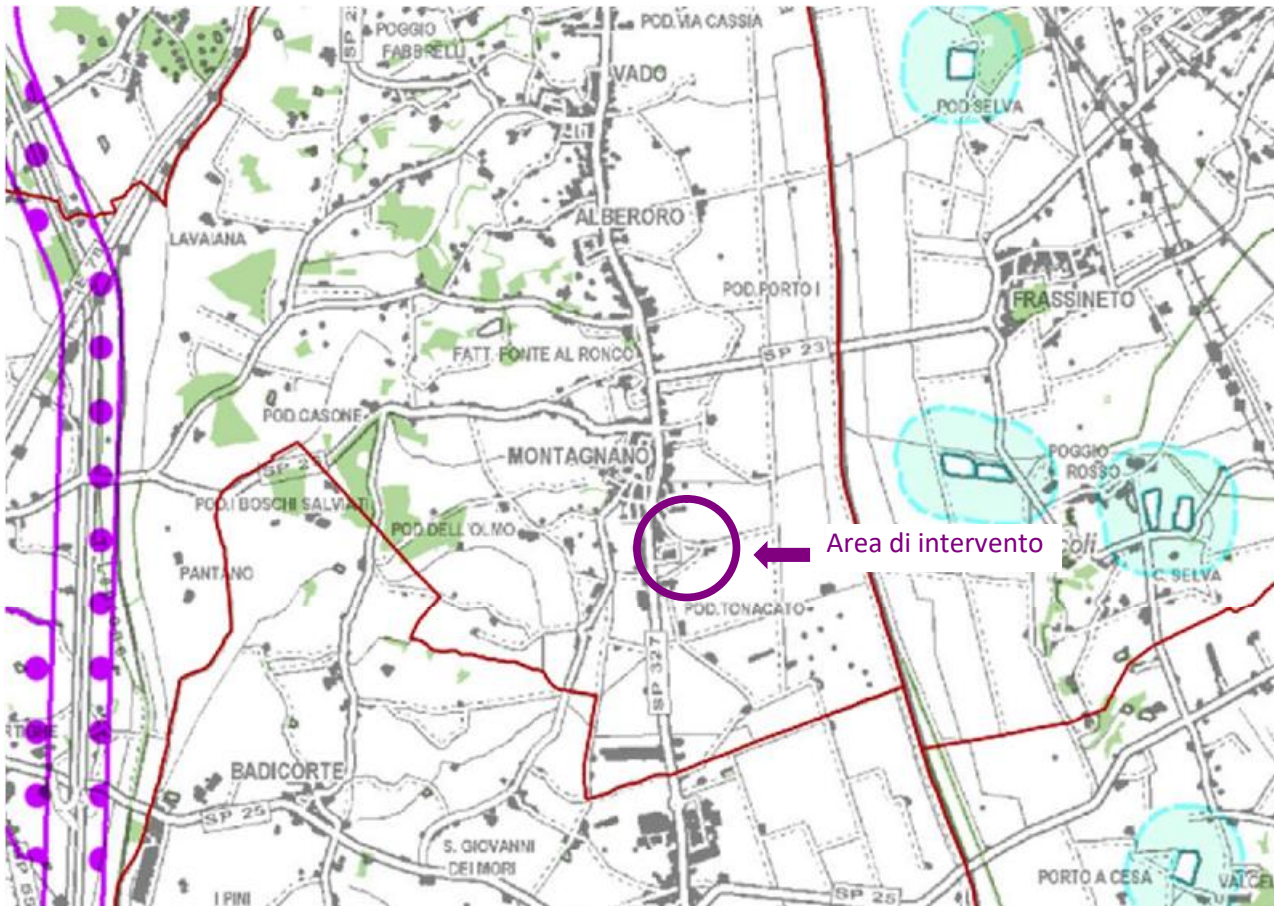 POGGIO
FABBRELLI
POD. VIA CASSIA
VADO
POD. SELVA
LAVAIANA
ALBERORO
POD. PORTO I
FRASSINETO
FATT. FONTE AL RONCO
SP 23
POD. CASONE
MONTAGNANO
POGGIO
ROSSO
POD. I BOSCHI SALVIATI
POD. DELL'OLMO
Area di intervento
C. SELVA
PANTANO
POD. TONACATO
SP 327
BADICORTE
SP 25
S. GIOVANNI
DEI MORI
PORTO A CESA
I PINI
SP 25